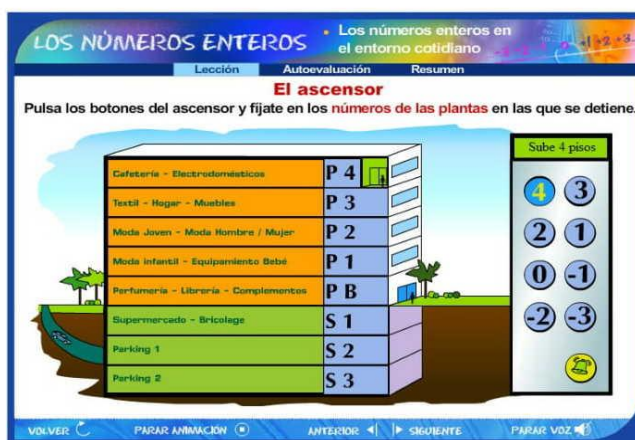 LOS NÚMEROS ENTEROS
• Los números enteros en
el entorno cotidiano
+1 +2 +3
Lección Autoevaluación Resumen
El ascensor
Pulsa los botones del ascensor y fíjate en los números de las plantas en las que se detiene.
Sube 4 pisos
Cafetería - Electrodomésticos P 4
Textil - Hogar - Muebles P 3
Moda Joven - Moda Hombre / Mujer P 2
Moda infantil - Equipamiento Bebé P 1
Perfumería - Librería - Complementos P B
Supermercado - Bricolage S 1
Parking 1 S 2
Parking 2 S 3
4 3
2 1
0 -1
-2 -3
VOLVER PARAR ANIMACIÓN ANTERIOR SIGUIENTE PARAR VOZ